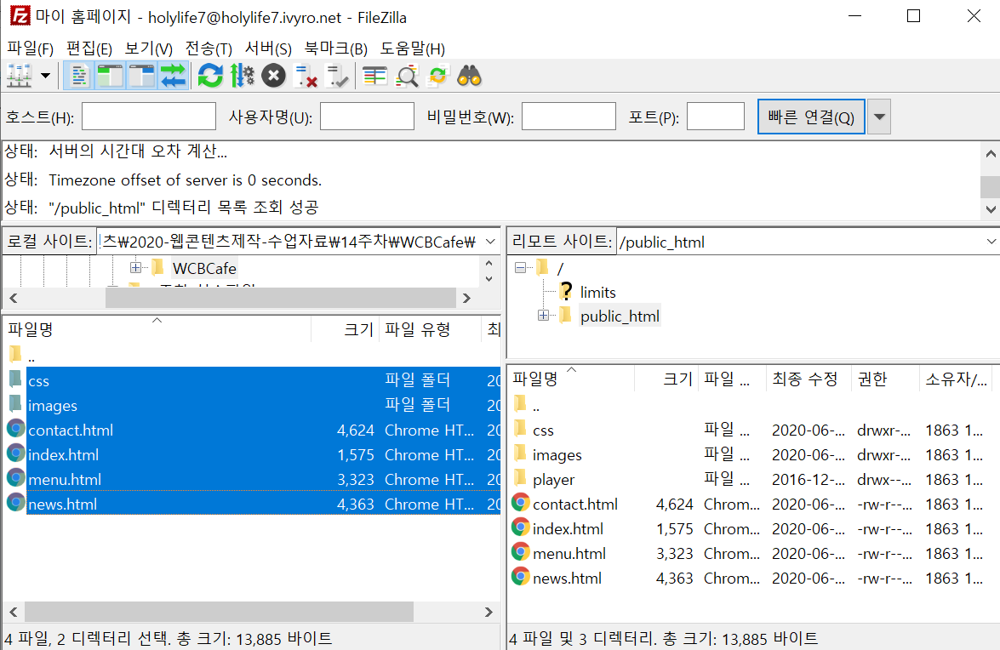 마이 홈페이지 - holylife7@holylife7.ivyro.net - FileZilla
파일(F) 편집(E) 보기(V) 전송(T) 서버(S) 북마크(B) 도움말(H)
호스트(H): 사용자명(U): 비밀번호(W): 포트(P): 빠른 연결(Q)
상태: 서버의 시간대 오차 계산...
상태: Timezone offset of server is 0 seconds.
상태: "/public_html" 디렉터리 목록 조회 성공
로컬 사이트: 츠₩2020-웹콘텐츠제작-수업자료₩14주차₩WCBCafe₩
WCBCafe
파일명 크기 파일 유형 최
..
css 파일 폴더 20
images 파일 폴더 20
contact.html 4,624 Chrome HT... 20
index.html 1,575 Chrome HT... 20
menu.html 3,323 Chrome HT... 20
news.html 4,363 Chrome HT... 20
4 파일, 2 디렉터리 선택. 총 크기: 13,885 바이트
리모트 사이트: /public_html
/
limits
public_html
파일명 크기 파일 ... 최종 수정 권한 소유자/...
..
css 파일 ... 2020-06-... drwxr-... 1863 1...
images 파일 ... 2020-06-... drwxr-... 1863 1...
player 파일 ... 2016-12-... drwx--... 1863 1...
contact.html 4,624 Chrom... 2020-06-... -rw-r--... 1863 1...
index.html 1,575 Chrom... 2020-06-... -rw-r--... 1863 1...
menu.html 3,323 Chrom... 2020-06-... -rw-r--... 1863 1...
news.html 4,363 Chrom... 2020-06-... -rw-r--... 1863 1...
4 파일 및 3 디렉터리. 총 크기: 13,885 바이트